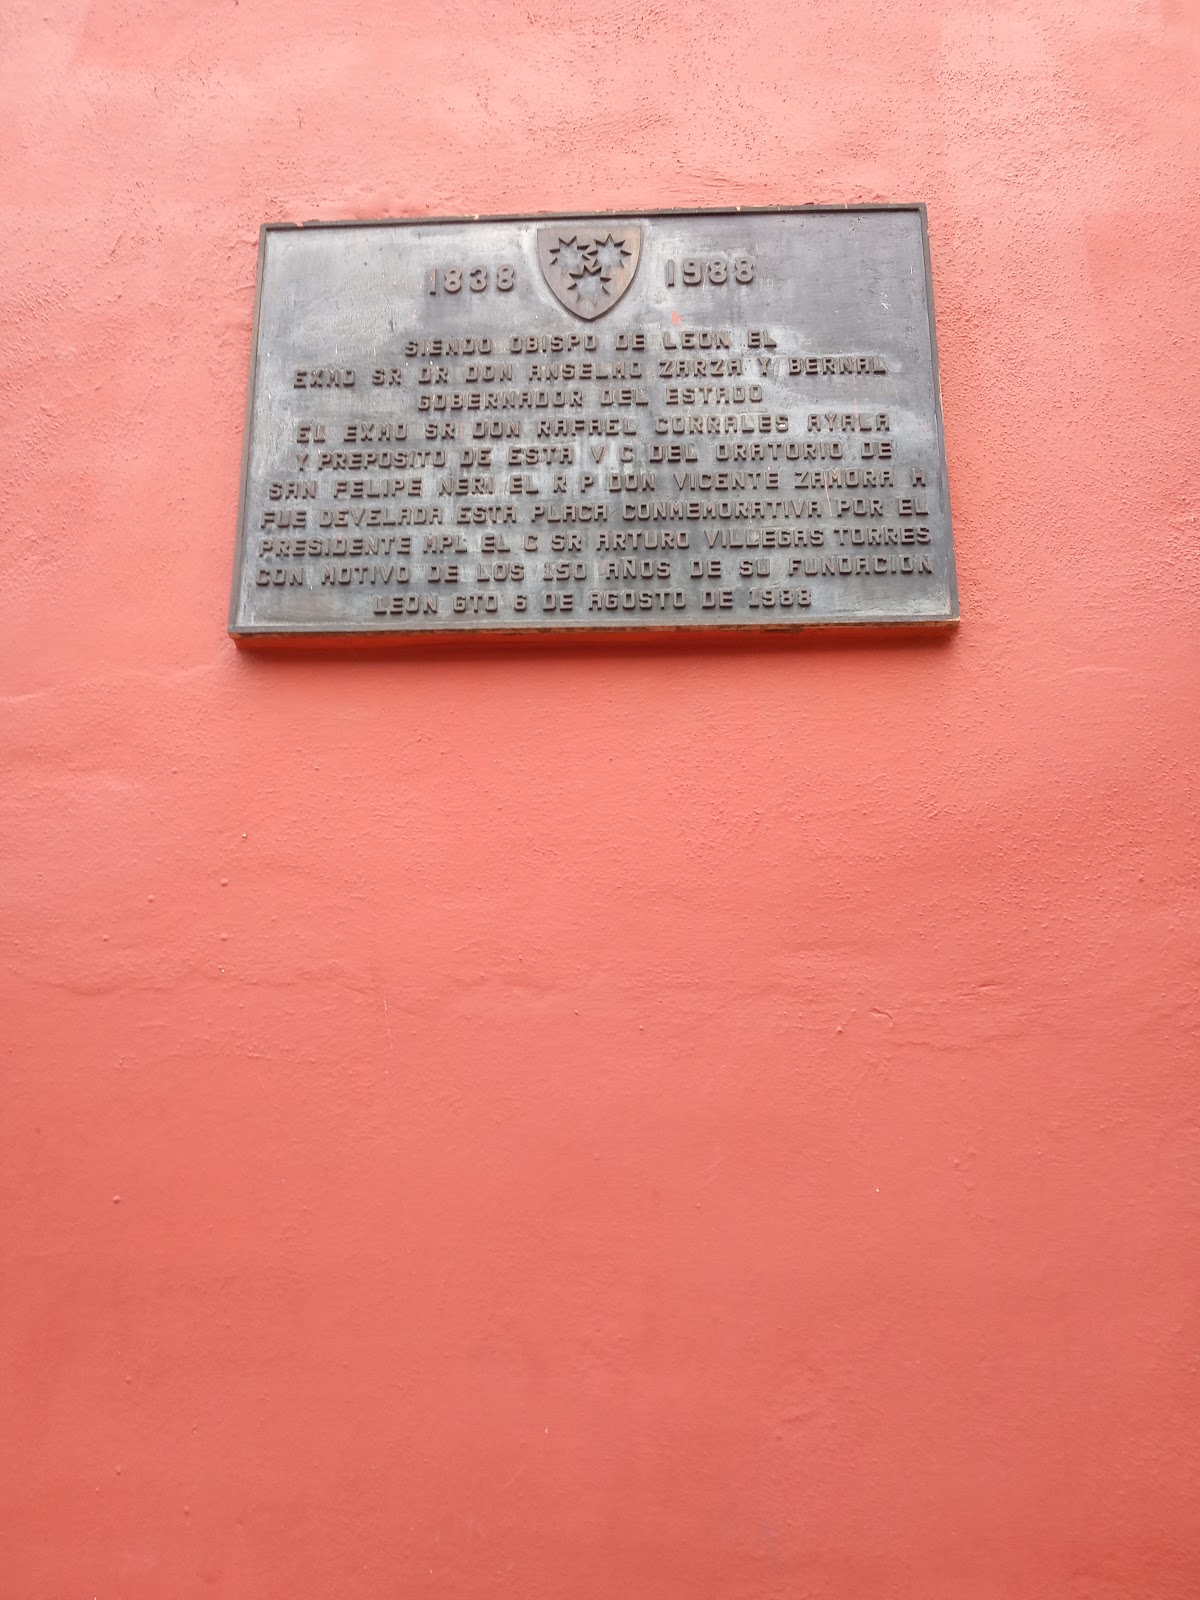 1838 1988
SIENDO OBISPO DE LEON EL
EXMO SR DR DON ANSELMO ZARZA Y BERNAL
GOBERNADOR DEL ESTADO
EL EXMO SR DON RAFAEL CORRALES AYALA
Y PREPOSITO DE ESTA V C DEL ORATORIO DE
SAN FELIPE NERI EL R P DON VICENTE ZAMORA H
FUE DEVELADA ESTA PLACA CONMEMORATIVA POR EL
PRESIDENTE MPL EL C SR ARTURO VILLEGAS TORRES
CON MOTIVO DE LOS 150 AÑOS DE SU FUNDACION
LEON GTO 6 DE AGOSTO DE 1988